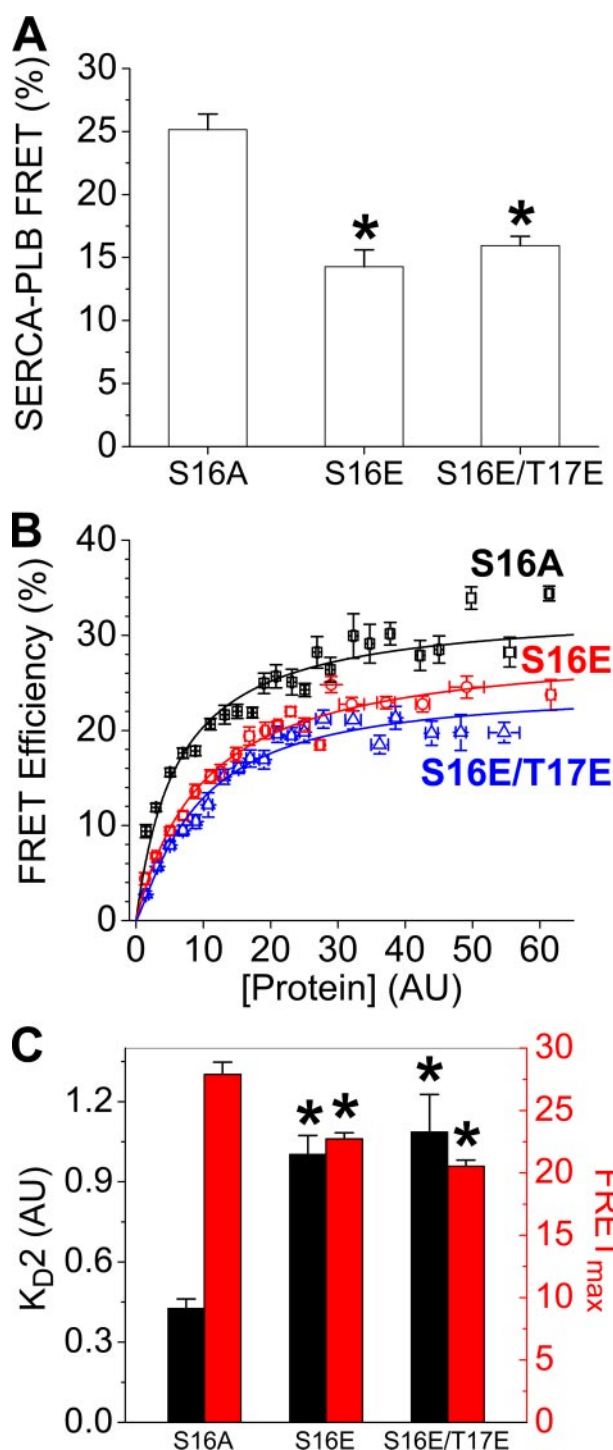 A
SERCA-PLB FRET (%)
30
25
20
15
10
5
0
*
*
S16A S16E S16E/T17E
B
FRET Efficiency (%)
40
30
20
10
0
S16A
S16E
S16E/T17E
0 10 20 30 40 50 60
[Protein] (AU)
C
KD2 (AU)
1.2
0.9
0.6
0.3
0.0
* *
* *
30
25
20
15
10
5
0
FRETmax
S16A S16E S16E/T17E